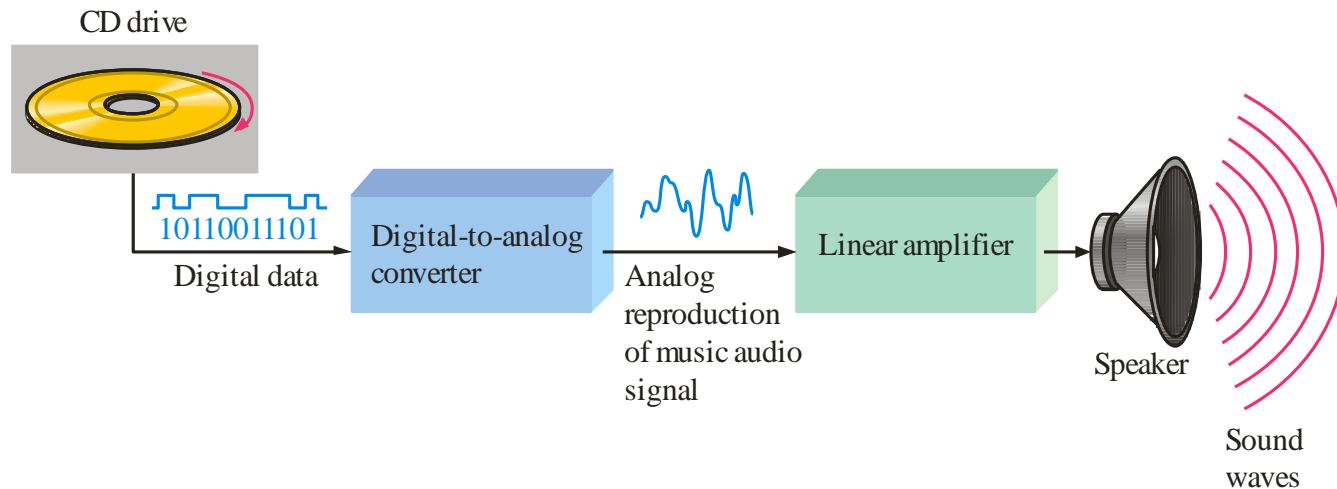 CD drive
10110011101
Digital data
Digital-to-analog
converter
Analog
reproduction
of music audio
signal
Linear amplifier
Speaker
Sound
waves